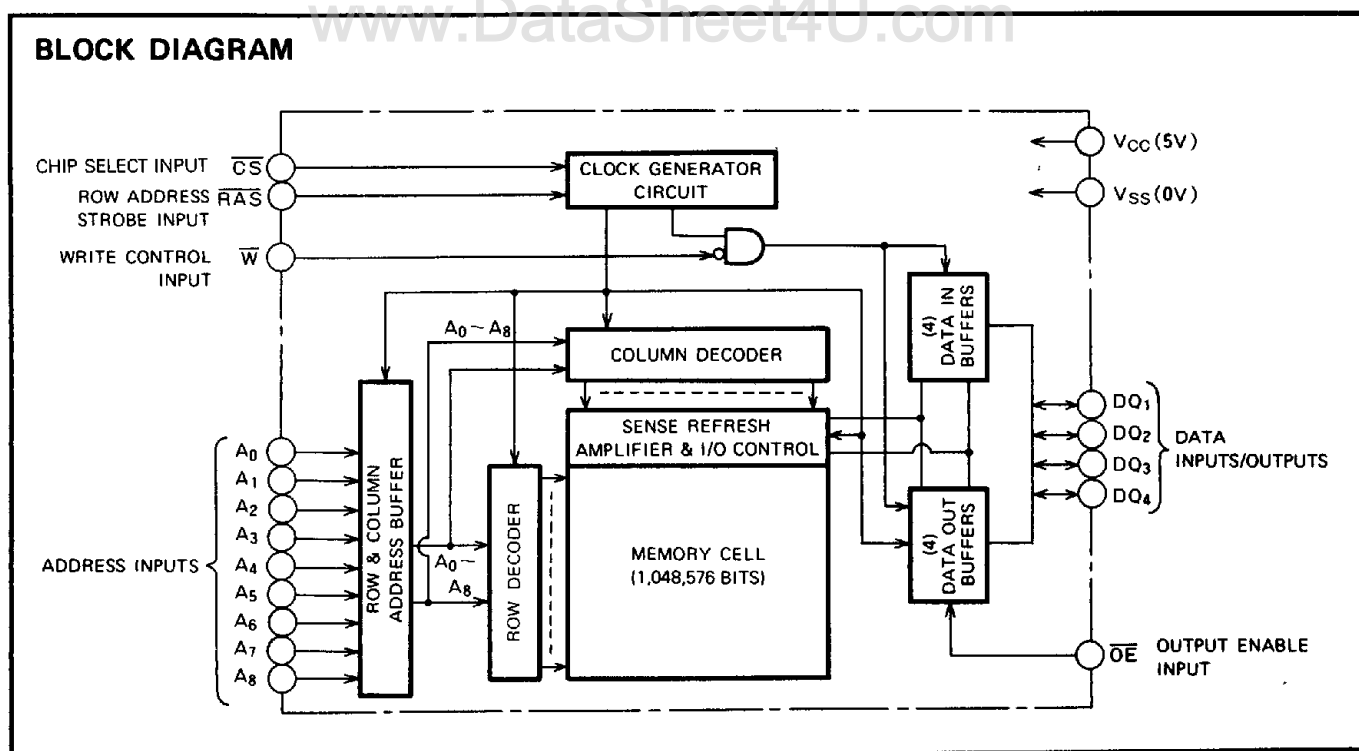 www.DataSheet4U.com
BLOCK DIAGRAM
CHIP SELECT INPUT C̅S̅
ROW ADDRESS R̅A̅S̅
STROBE INPUT
WRITE CONTROL W̅
INPUT
CLOCK GENERATOR
CIRCUIT
VCC (5V)
VSS (0V)
A0~A8
COLUMN DECODER
(4)
DATA IN
BUFFERS
SENSE REFRESH
AMPLIFIER & I/O CONTROL
DQ1
DQ2
DQ3
DQ4
DATA
INPUTS/OUTPUTS
ADDRESS INPUTS
A0
A1
A2
A3
A4
A5
A6
A7
A8
ROW & COLUMN
ADDRESS BUFFER
A0~
A8
ROW DECODER
MEMORY CELL
(1,048,576 BITS)
(4)
DATA OUT
BUFFERS
O̅E̅ OUTPUT ENABLE
INPUT